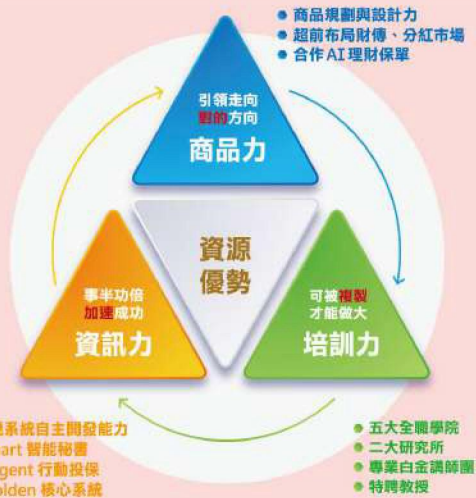 商品規劃與設計力
超前布局財傳、分紅市場
合作AI理財保單
引領走向
對的方向
商品力
資源
優勢
事半功倍
加速成功
資訊力
可被複製
才能做大
培訓力
系統自主開發能力
智能秘書
行動投保
核心系統
五大全職學院
二大研究所
專業白金講師團
特聘教授